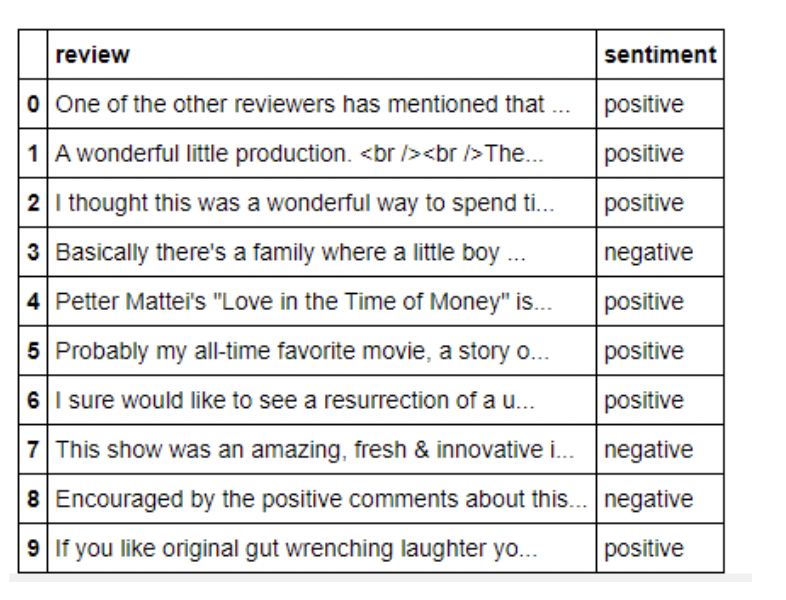 review sentiment
0 One of the other reviewers has mentioned that ... positive
1 A wonderful little production. <br /><br />The... positive
2 I thought this was a wonderful way to spend ti... positive
3 Basically there's a family where a little boy ... negative
4 Petter Mattei's "Love in the Time of Money" is... positive
5 Probably my all-time favorite movie, a story o... positive
6 I sure would like to see a resurrection of a u... positive
7 This show was an amazing, fresh & innovative i... negative
8 Encouraged by the positive comments about this... negative
9 If you like original gut wrenching laughter yo... positive